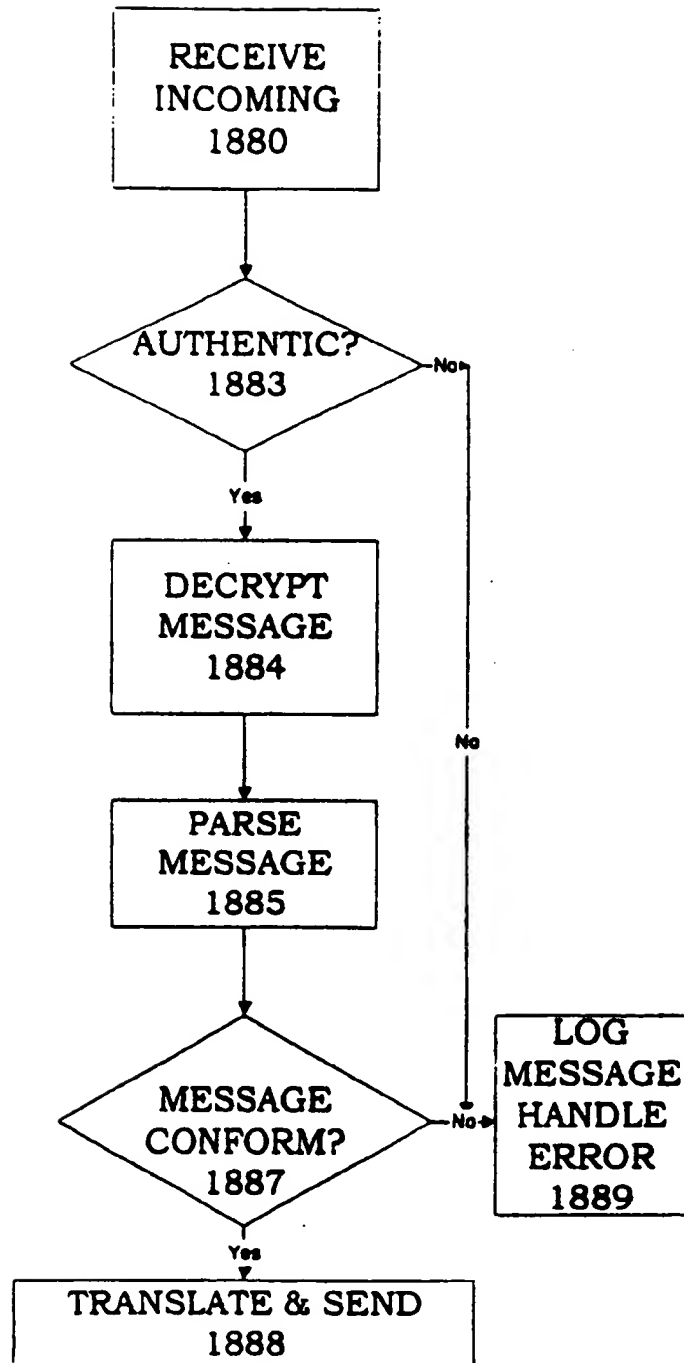 RECEIVE
INCOMING
1880
AUTHENTIC?
1883
No
Yes
DECRYPT
MESSAGE
1884
No
PARSE
MESSAGE
1885
MESSAGE
CONFORM?
1887
No
LOG
MESSAGE
HANDLE
ERROR
1889
Yes
TRANSLATE & SEND
1888